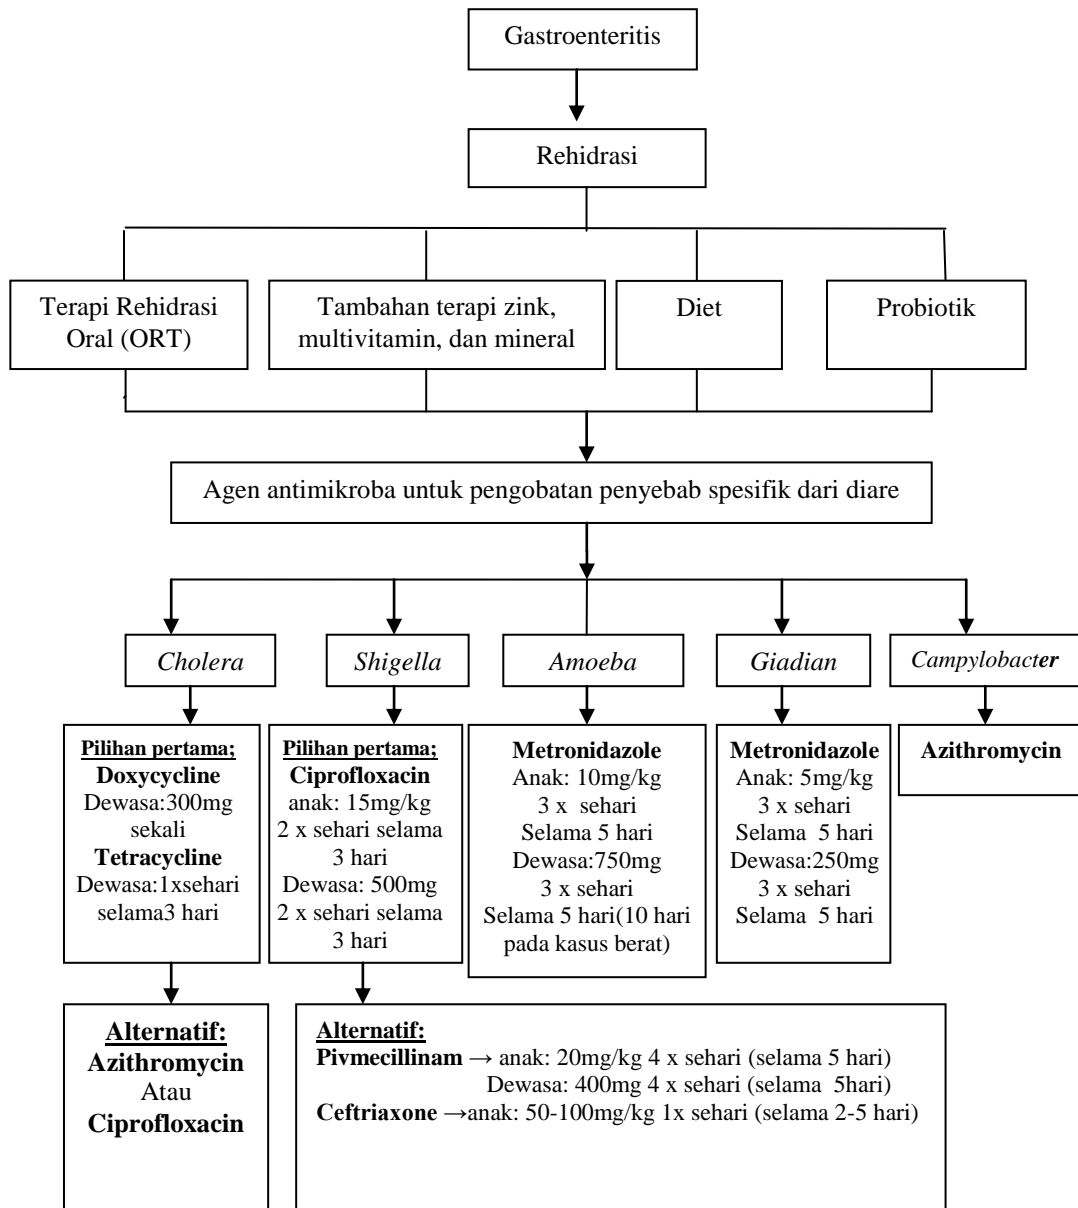 Gastroenteritis
Rehidrasi
Terapi Rehidrasi
Oral (ORT)
Tambahan terapi zink,
multivitamin, dan mineral
Diet
Probiotik
Agen antimikroba untuk pengobatan penyebab spesifik dari diare
Cholera
Shigella
Amoeba
Giadian
Campylobacter
Pilihan pertama;
Doxycycline
Dewasa:300mg
sekali
Tetracycline
Dewasa:1xsehari
selama3 hari
Pilihan pertama;
Ciprofloxacin
anak: 15mg/kg
2 x sehari selama
3 hari
Dewasa: 500mg
2 x sehari selama
3 hari
Metronidazole
Anak: 10mg/kg
3 x sehari
Selama 5 hari
Dewasa:750mg
3 x sehari
Selama 5 hari(10 hari
pada kasus berat)
Metronidazole
Anak: 5mg/kg
3 x sehari
Selama 5 hari
Dewasa:250mg
3 x sehari
Selama 5 hari
Azithromycin
Alternatif:
Azithromycin
Atau
Ciprofloxacin
Alternatif:
Pivmecillinam → anak: 20mg/kg 4 x sehari (selama 5 hari)
Dewasa: 400mg 4 x sehari (selama 5hari)
Ceftriaxone →anak: 50-100mg/kg 1x sehari (selama 2-5 hari)